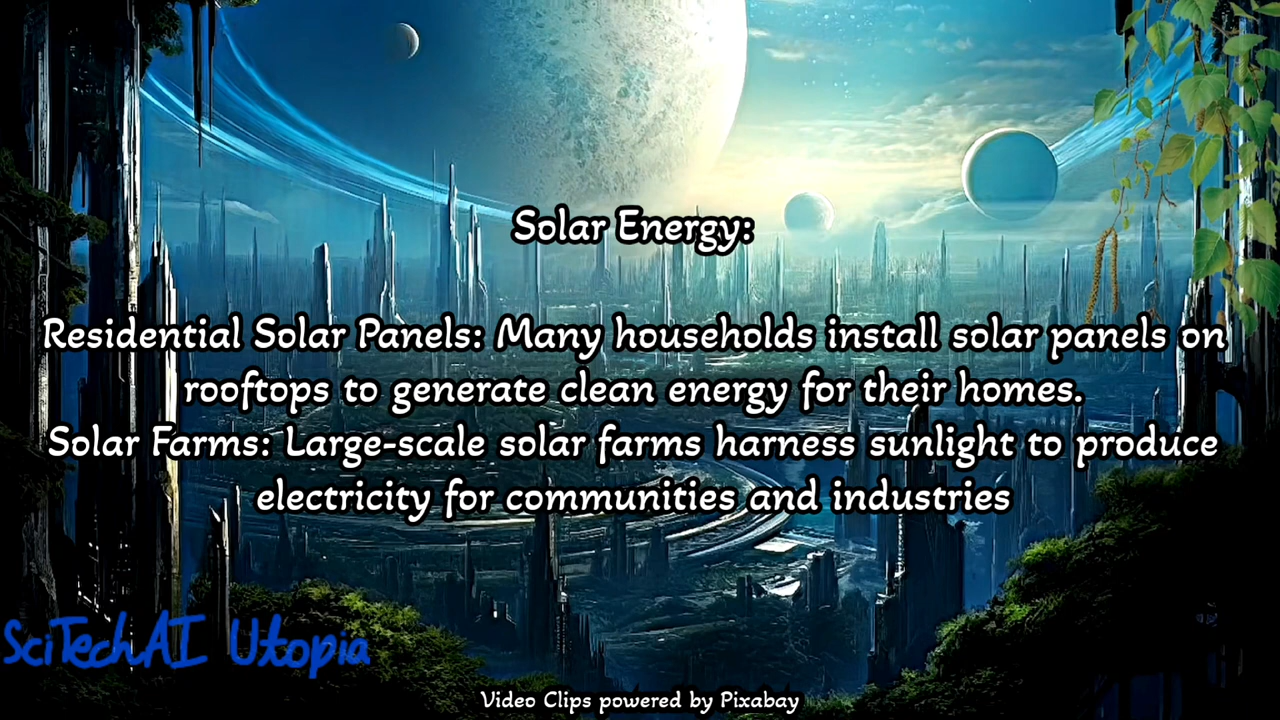 Solar Energy:
Residential Solar Panels: Many households install solar panels on
rooftops to generate clean energy for their homes.
Solar Farms: Large-scale solar farms harness sunlight to produce
electricity for communities and industries
SciTechAI Utopia
Video Clips powered by Pixabay